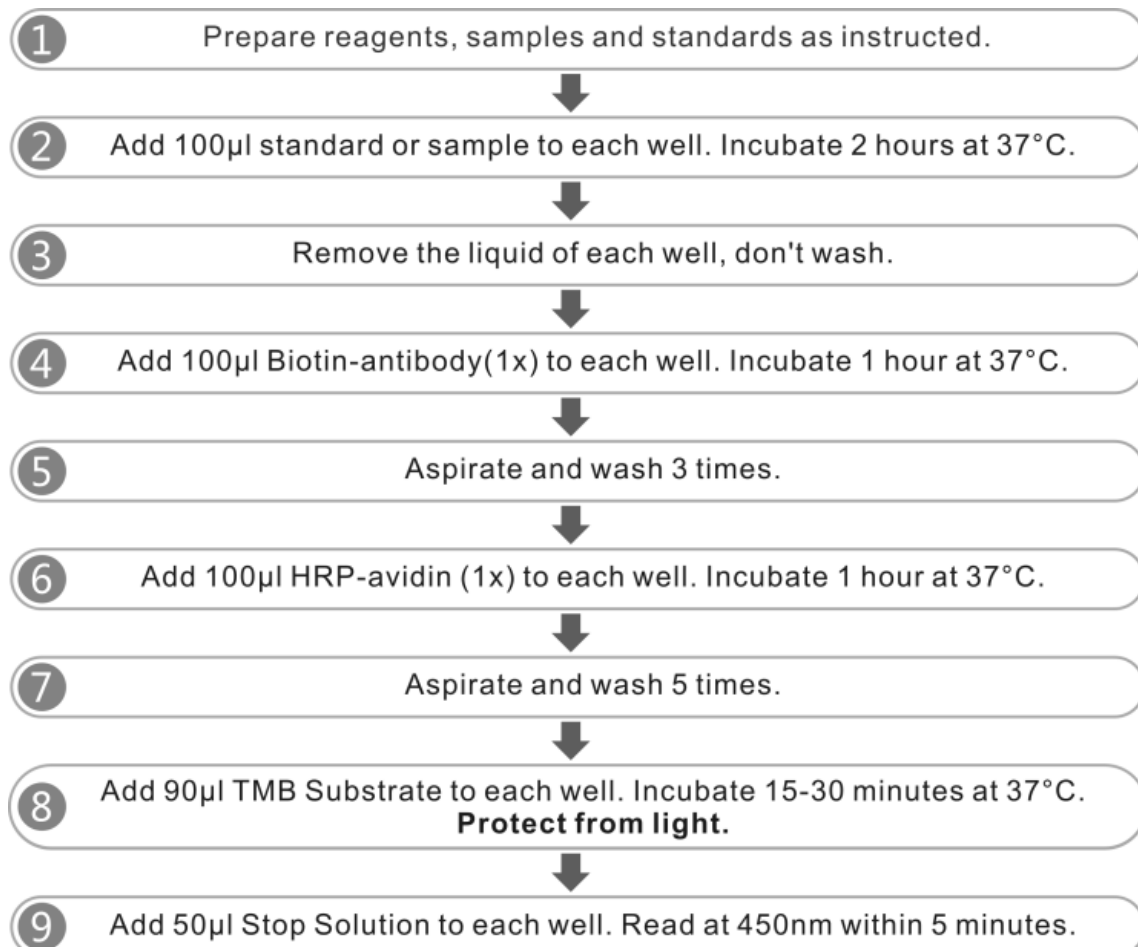 1 Prepare reagents, samples and standards as instructed.
2 Add 100µl standard or sample to each well. Incubate 2 hours at 37°C.
3 Remove the liquid of each well, don't wash.
4 Add 100µl Biotin-antibody(1x) to each well. Incubate 1 hour at 37°C.
5 Aspirate and wash 3 times.
6 Add 100µl HRP-avidin (1x) to each well. Incubate 1 hour at 37°C.
7 Aspirate and wash 5 times.
8 Add 90µl TMB Substrate to each well. Incubate 15-30 minutes at 37°C.
Protect from light.
9 Add 50µl Stop Solution to each well. Read at 450nm within 5 minutes.